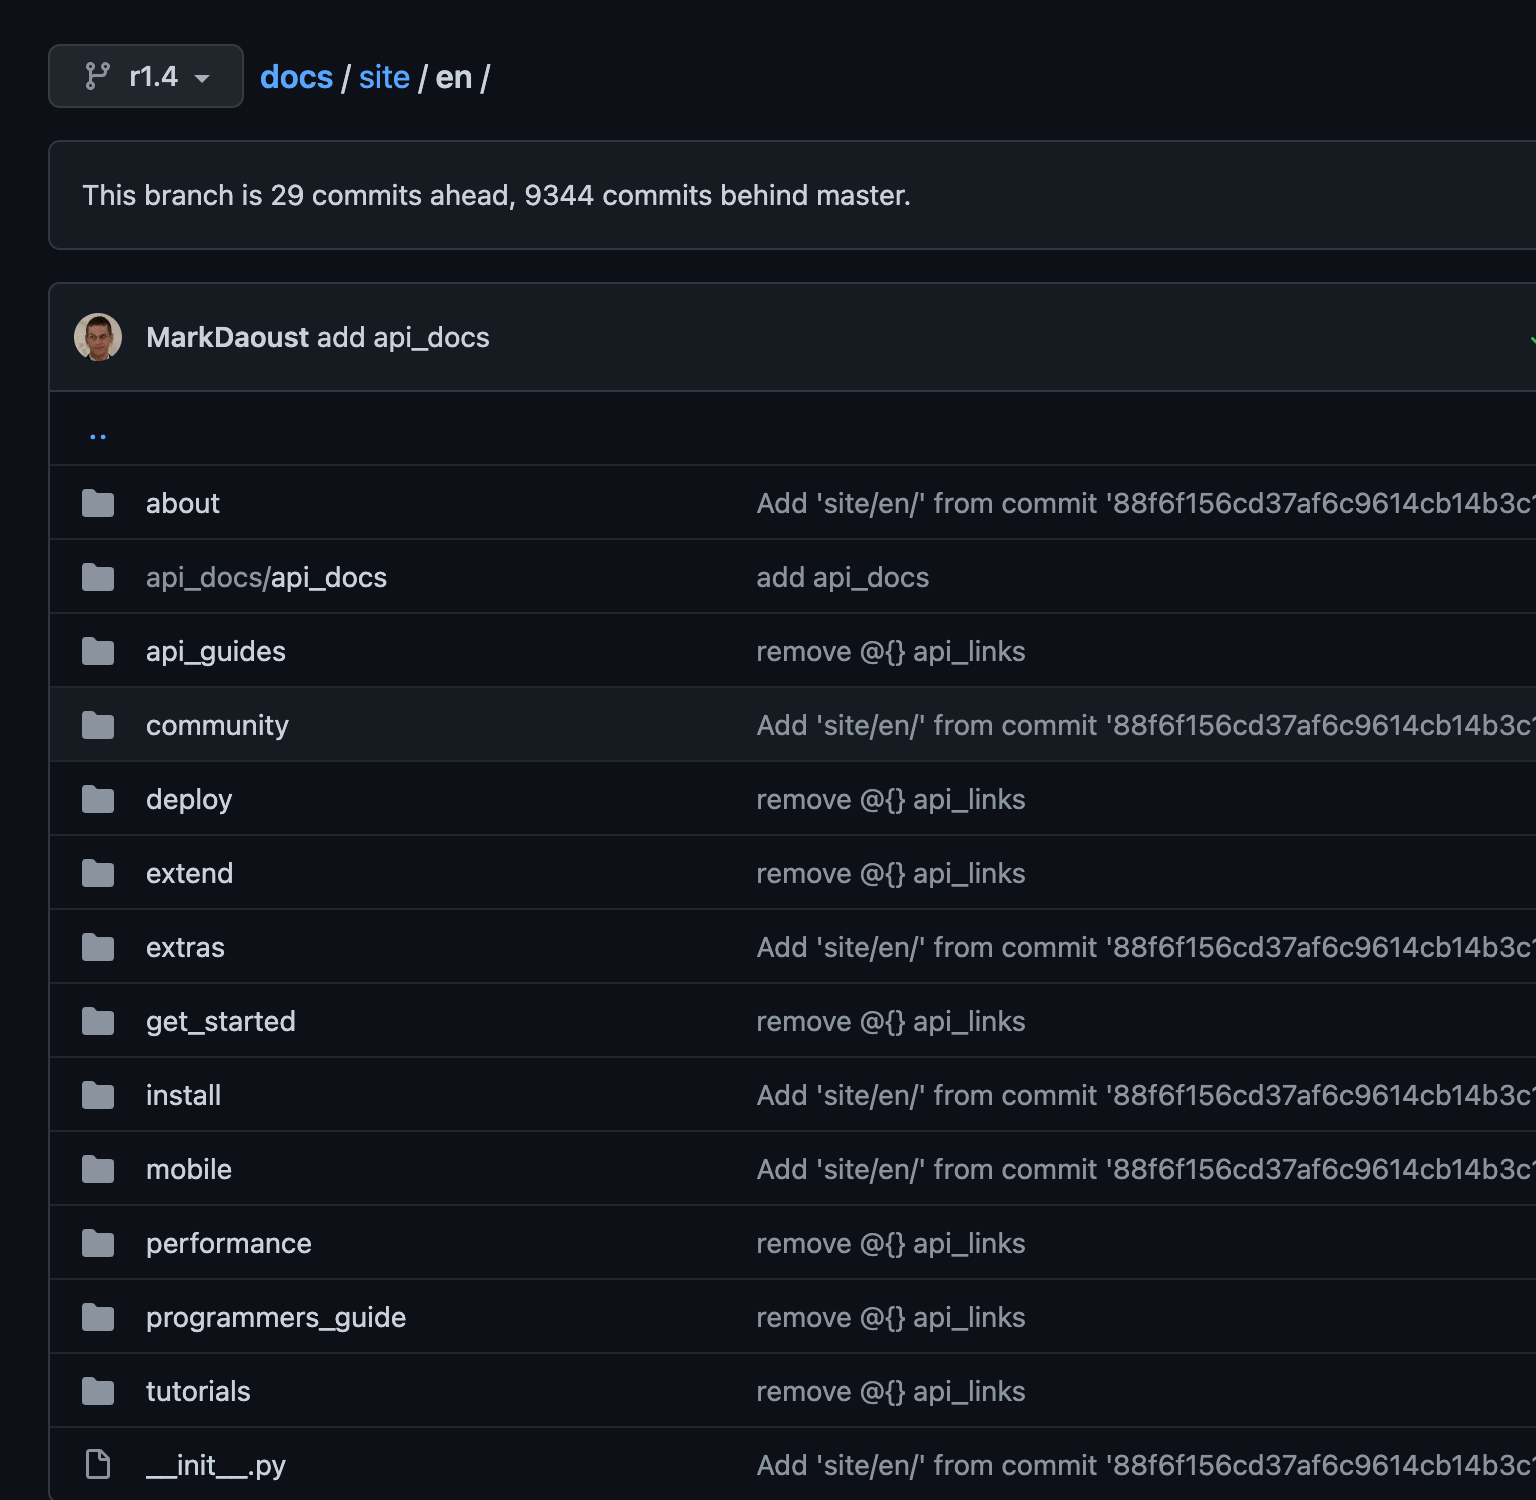 r1.4
docs / site / en /
This branch is 29 commits ahead, 9344 commits behind master.
MarkDaoust add api_docs
..
about Add 'site/en/' from commit '88f6f156cd37af6c9614cb14b3c
api_docs/api_docs add api_docs
api_guides remove @{} api_links
community Add 'site/en/' from commit '88f6f156cd37af6c9614cb14b3c
deploy remove @{} api_links
extend remove @{} api_links
extras Add 'site/en/' from commit '88f6f156cd37af6c9614cb14b3c
get_started remove @{} api_links
install Add 'site/en/' from commit '88f6f156cd37af6c9614cb14b3c
mobile Add 'site/en/' from commit '88f6f156cd37af6c9614cb14b3c
performance remove @{} api_links
programmers_guide remove @{} api_links
tutorials remove @{} api_links
__init__.py Add 'site/en/' from commit '88f6f156cd37af6c9614cb14b3c